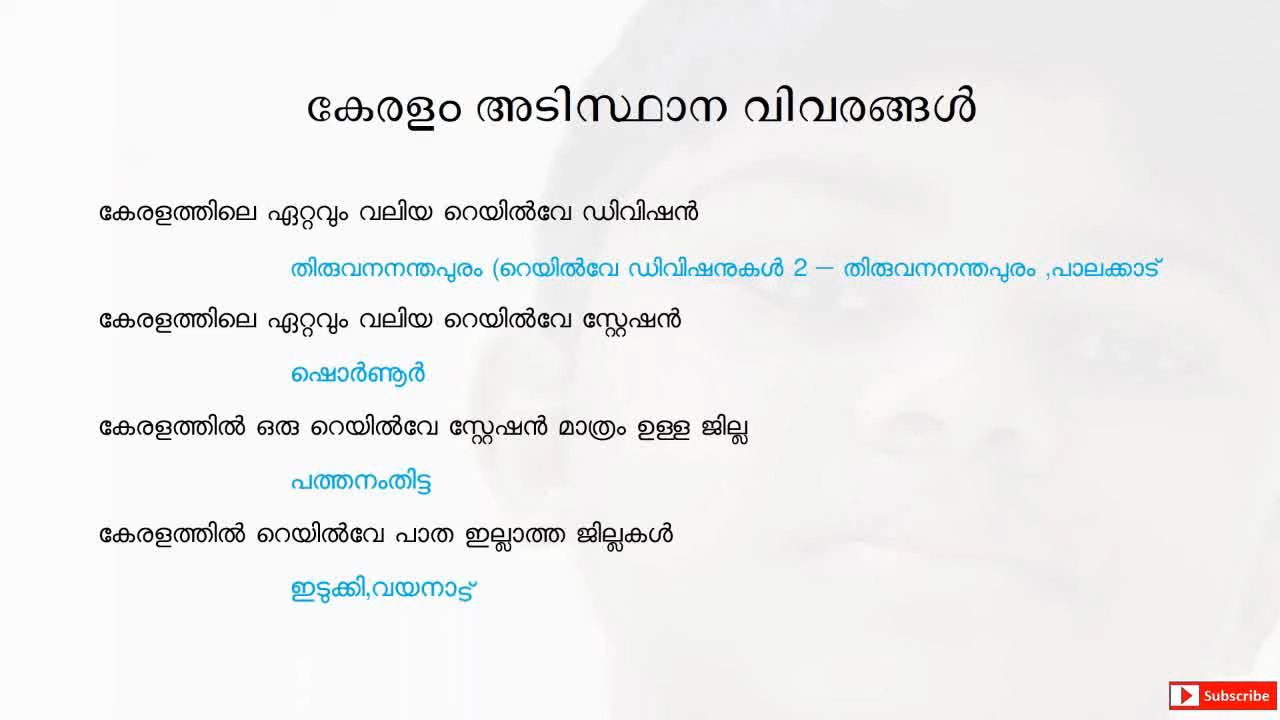 കേരളം അടിസ്ഥാന വിവരങ്ങൾ
കേരളത്തിലെ ഏറ്റവും വലിയ റെയിൽവേ ഡിവിഷൻ
തിരുവനനന്തപുരം (റെയിൽവേ ഡിവിഷനുകൾ 2 – തിരുവനനന്തപുരം ,പാലക്കാട്
കേരളത്തിലെ ഏറ്റവും വലിയ റെയിൽവേ സ്റ്റേഷൻ
ഷൊർണൂർ
കേരളത്തിൽ ഒരു റെയിൽവേ സ്റ്റേഷൻ മാത്രം ഉള്ള ജില്ല
പത്തനംതിട്ട
കേരളത്തിൽ റെയിൽവേ പാത ഇല്ലാത്ത ജില്ലകൾ
ഇടുക്കി,വയനാട്ട്
Subscribe